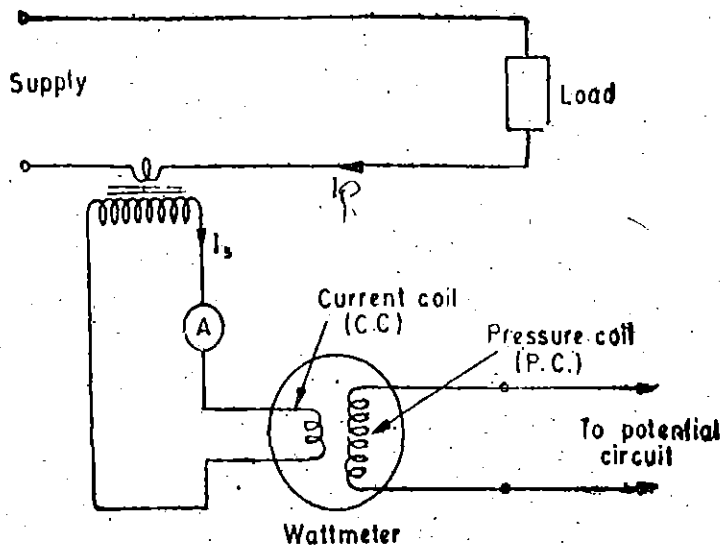 Supply
Load
Ip
Is
A
Current coil
(C.C)
Pressure coil
(P.C.)
To potential
circuit
Wattmeter